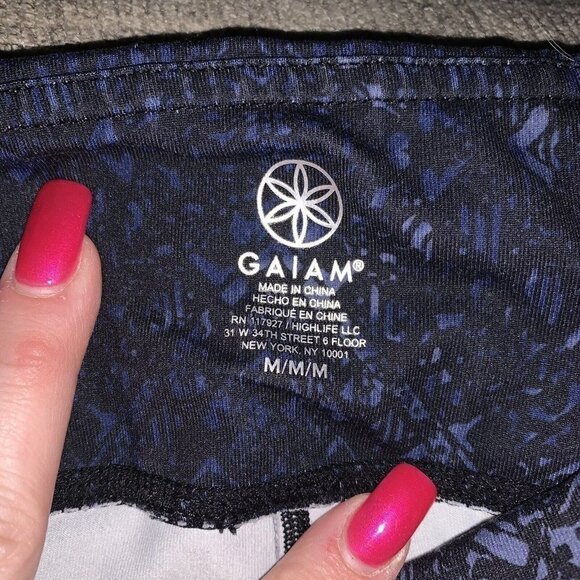 GAIAM®
MADE IN CHINA
HECHO EN CHINA
FABRIQUÉ EN CHINE
RN 117927 / HIGHLIFE LLC
31 W 34TH STREET 6 FLOOR
NEW YORK, NY 10001
M/M/M